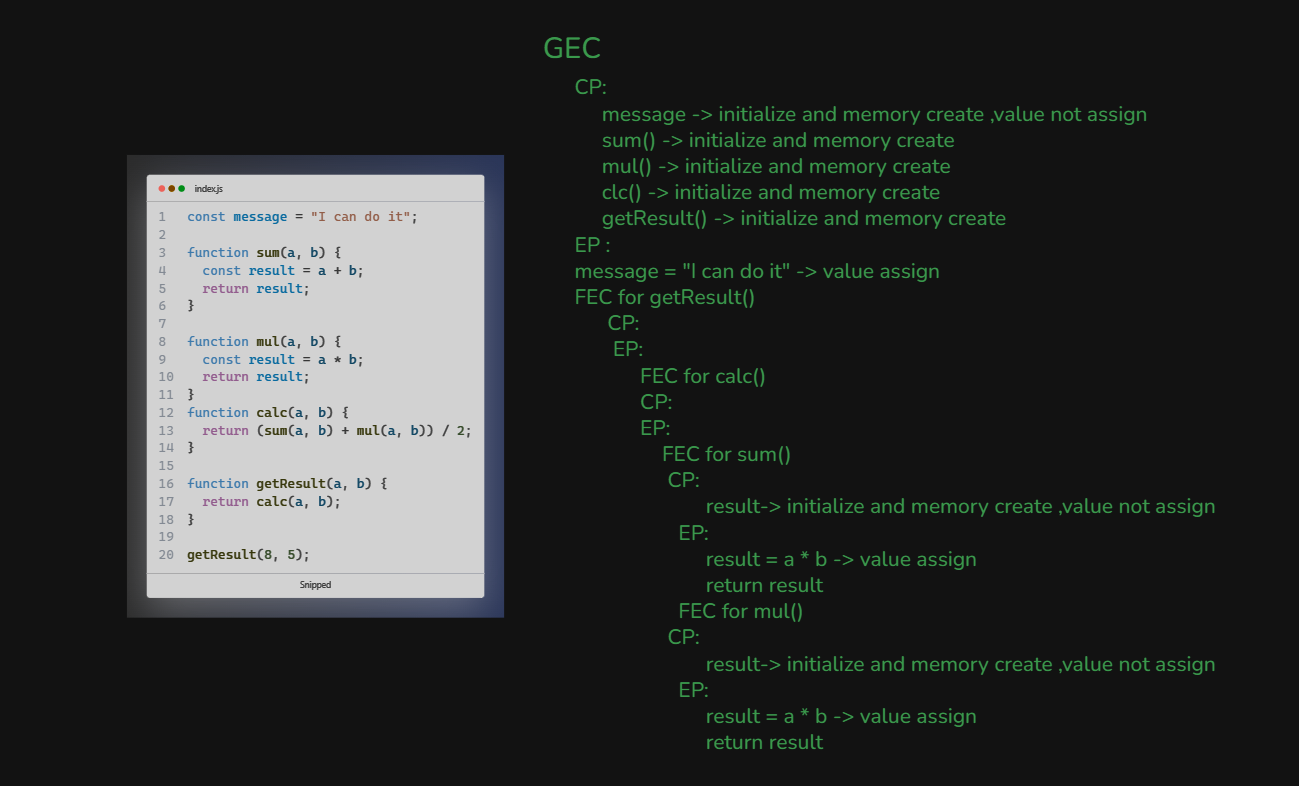 index.js
1 const message = "I can do it";
2
3 function sum(a, b) {
4 const result = a + b;
5 return result;
6 }
7
8 function mul(a, b) {
9 const result = a * b;
10 return result;
11 }
12 function calc(a, b) {
13 return (sum(a, b) + mul(a, b)) / 2;
14 }
15
16 function getResult(a, b) {
17 return calc(a, b);
18 }
19
20 getResult(8, 5);
Snipped
GEC
CP:
message -> initialize and memory create ,value not assign
sum() -> initialize and memory create
mul() -> initialize and memory create
clc() -> initialize and memory create
getResult() -> initialize and memory create
EP :
message = "I can do it" -> value assign
FEC for getResult()
CP:
EP:
FEC for calc()
CP:
EP:
FEC for sum()
CP:
result-> initialize and memory create ,value not assign
EP:
result = a * b -> value assign
return result
FEC for mul()
CP:
result-> initialize and memory create ,value not assign
EP:
result = a * b -> value assign
return result